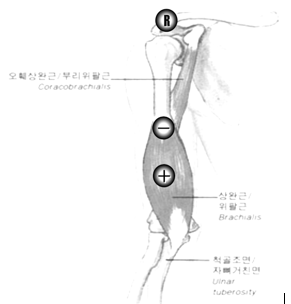 R
오훼상완근/부리위팔근
Coracobrachialis
−
+
상완근/
위팔근
Brachialis
척골조면/
자뼈거친면
Ulnar
tuberosity